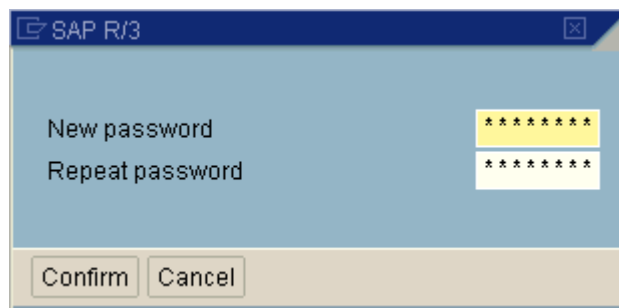 SAP R/3
New password ********
Repeat password ********
Confirm Cancel